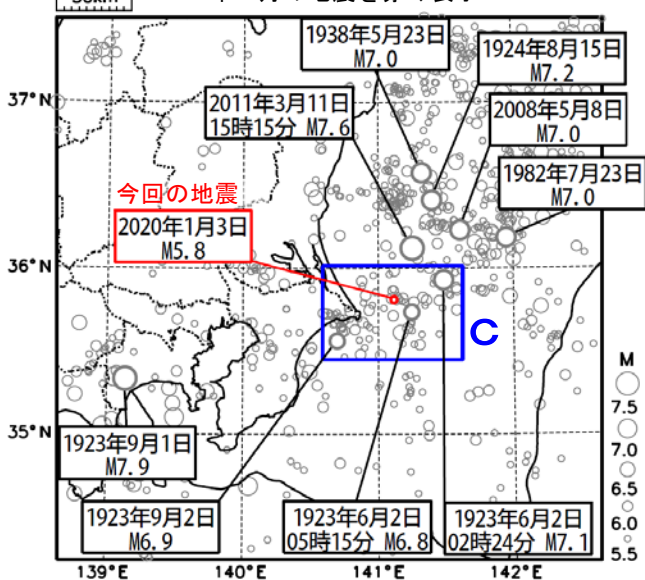 50km
1938年5月23日
M7.0
1924年8月15日
M7.2
37°N
2011年3月11日
15時15分 M7.6
2008年5月8日
M7.0
1982年7月23日
M7.0
今回の地震
2020年1月3日
M5.8
36°N
C
M
7.5
7.0
6.5
6.0
5.5
35°N
1923年9月1日
M7.9
1923年9月2日
M6.9
1923年6月2日
05時15分 M6.8
1923年6月2日
02時24分 M7.1
139°E
140°E
141°E
142°E